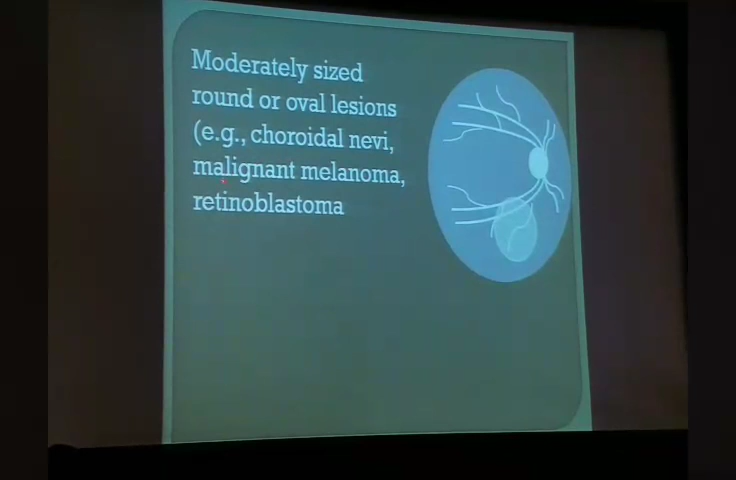 Moderately sized
round or oval lesions
(e.g., choroidal nevi,
malignant melanoma,
retinoblastoma